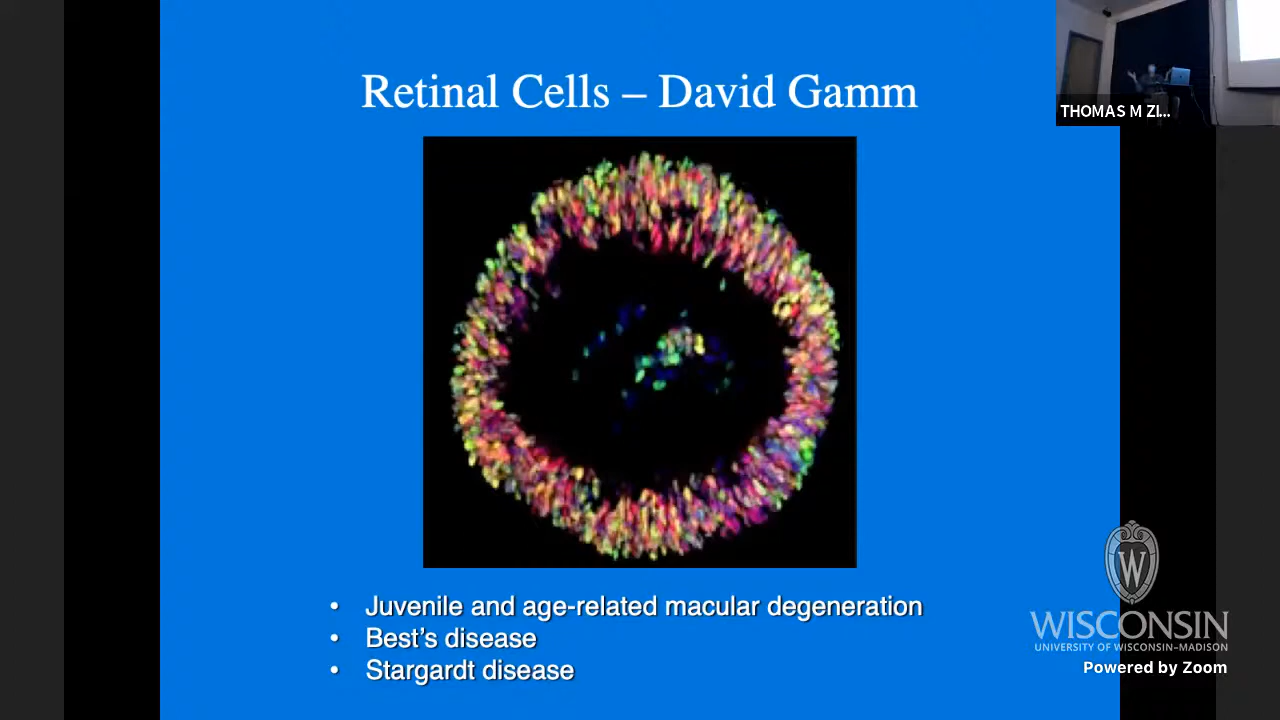 Retinal Cells – David Gamm
THOMAS M ZI...
• Juvenile and age-related macular degeneration
• Best's disease
• Stargardt disease
W
WISCONSIN
UNIVERSITY OF WISCONSIN–MADISON
Powered by Zoom